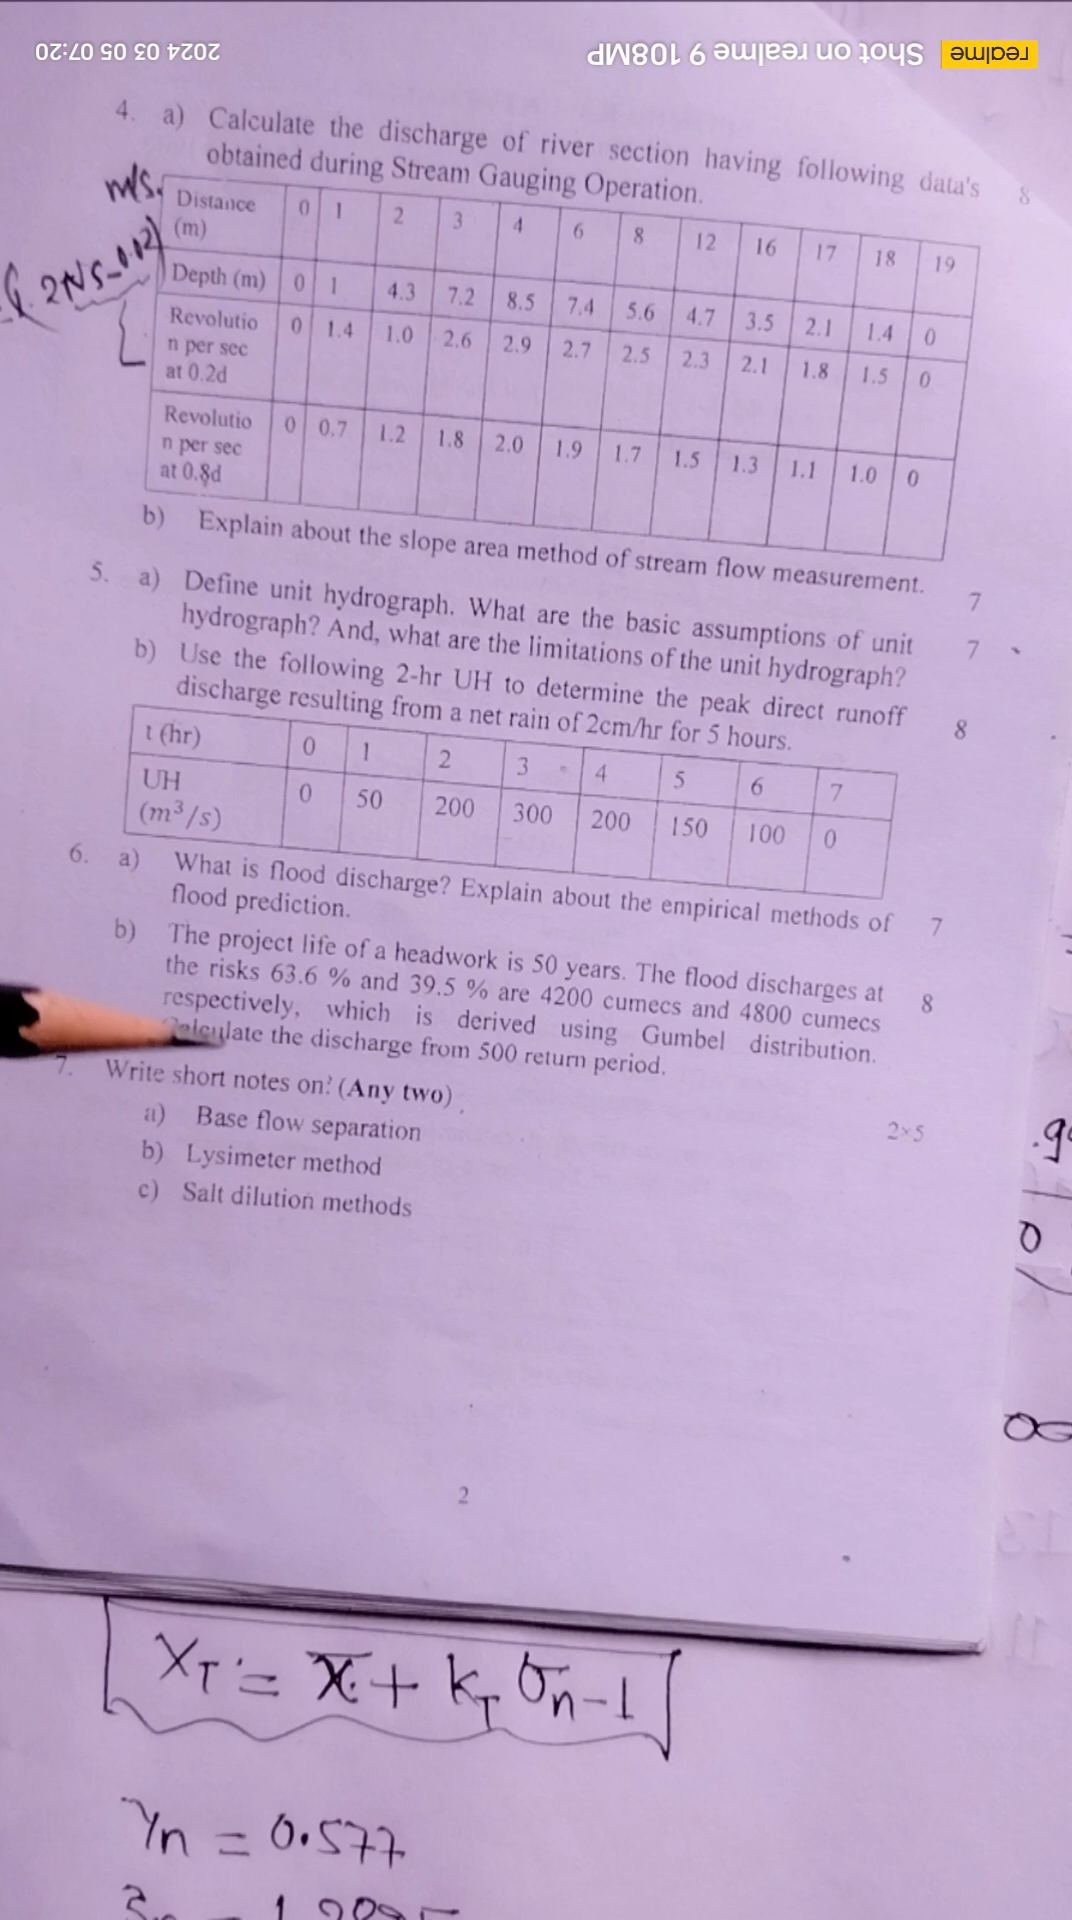 2024 03 05 07:20
Shot on realme 9 108MP
realme
4. a) Calculate the discharge of river section having following data's 8
obtained during Stream Gauging Operation.
m/s.
2NS-0.02
Distance (m) 0 1 2 3 4 6 8 12 16 17 18 19
Depth (m) 0 1 4.3 7.2 8.5 7.4 5.6 4.7 3.5 2.1 1.4 0
Revolutio
n per sec
at 0.2d
0 1.4 1.0 2.6 2.9 2.7 2.5 2.3 2.1 1.8 1.5 0
Revolutio
n per sec
at 0.8d
0 0.7 1.2 1.8 2.0 1.9 1.7 1.5 1.3 1.1 1.0 0
b) Explain about the slope area method of stream flow measurement. 7
5. a) Define unit hydrograph. What are the basic assumptions of unit 7
hydrograph? And, what are the limitations of the unit hydrograph?
b) Use the following 2-hr UH to determine the peak direct runoff 8
discharge resulting from a net rain of 2cm/hr for 5 hours.
t (hr) 0 1 2 3 4 5 6 7
UH
(m³/s)
0 50 200 300 200 150 100 0
6. a) What is flood discharge? Explain about the empirical methods of 7
flood prediction.
b) The project life of a headwork is 50 years. The flood discharges at 8
the risks 63.6 % and 39.5 % are 4200 cumecs and 4800 cumecs
respectively, which is derived using Gumbel distribution.
Calculate the discharge from 500 return period.
7. Write short notes on: (Any two) 2×5
a) Base flow separation
b) Lysimeter method
c) Salt dilution methods
2
X_T = x̄ + K_T σn-1
Yn = 0.577